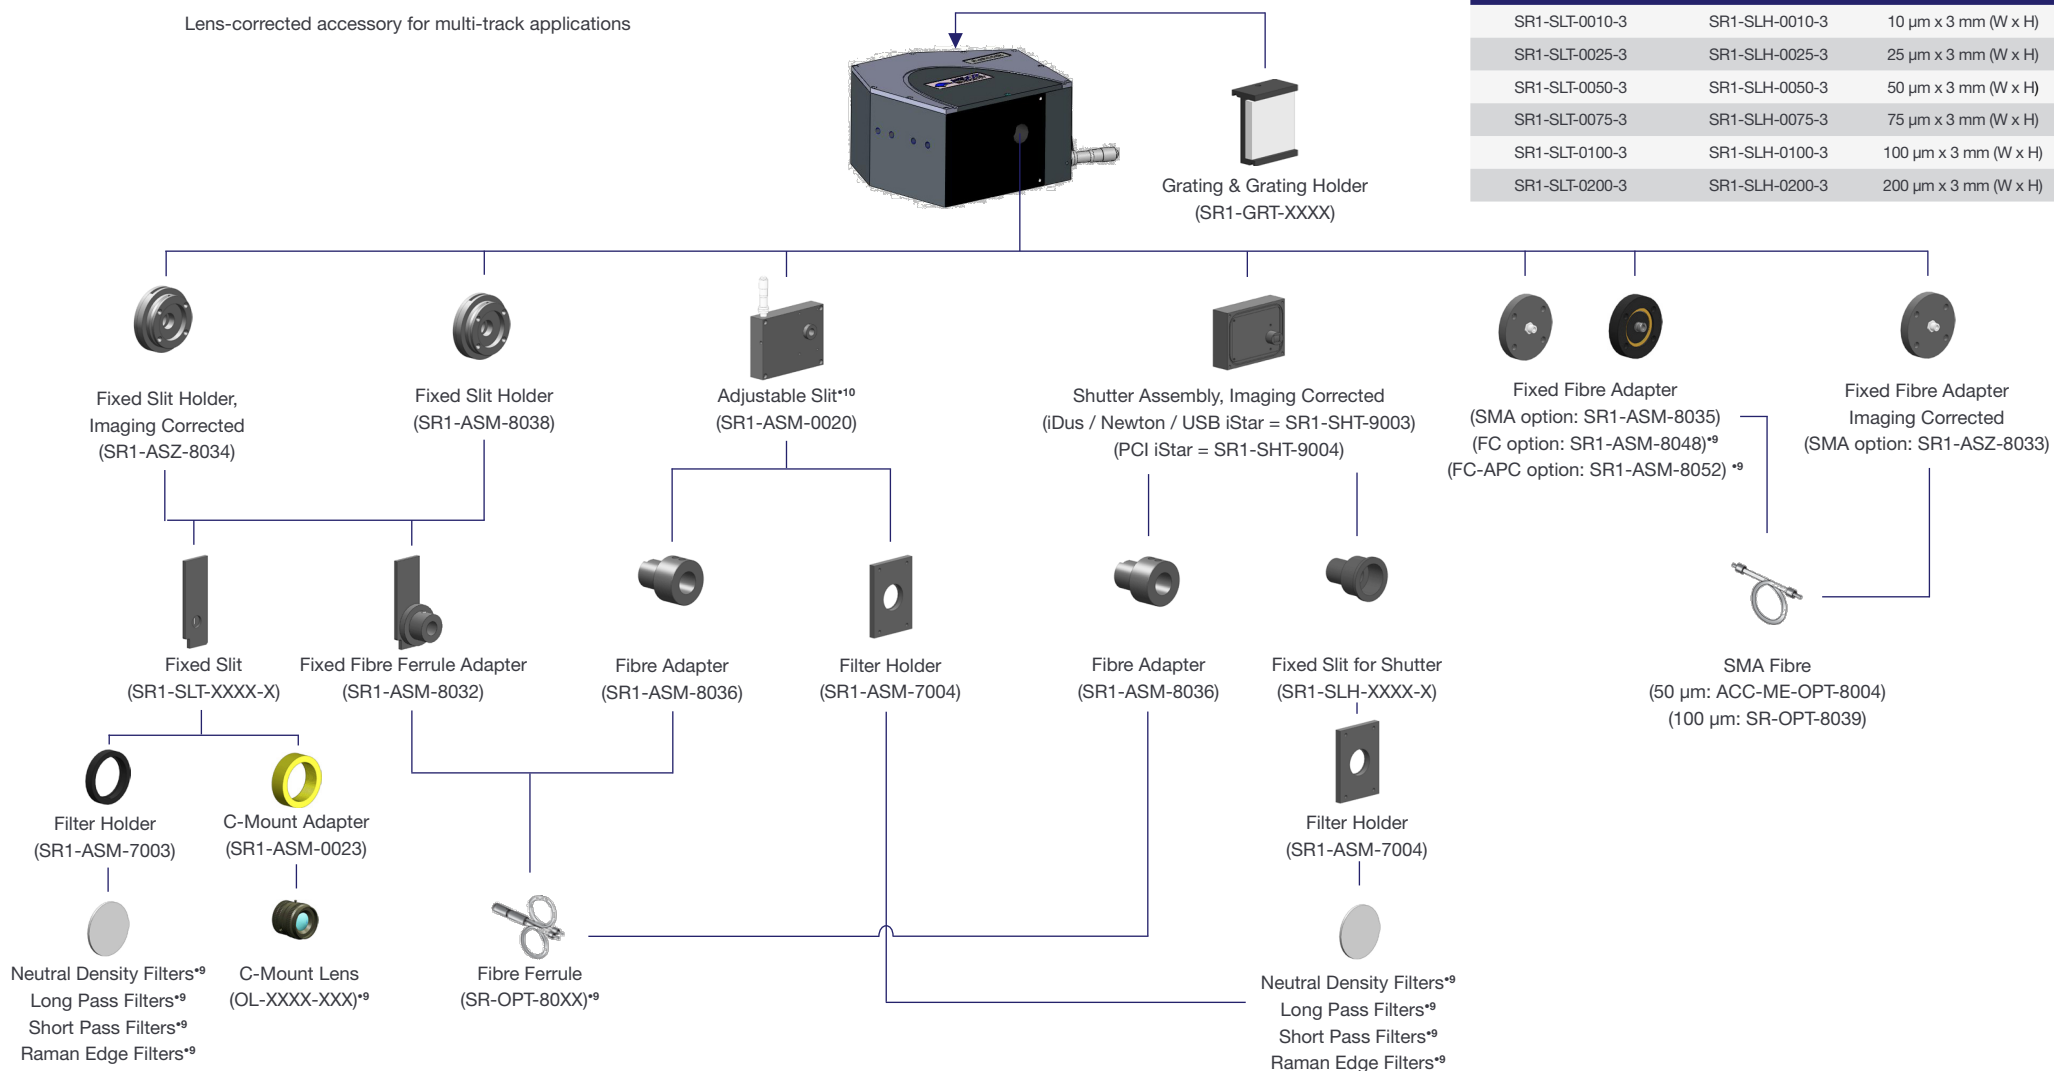 Lens-corrected accessory for multi-track applications
SR1-SLT-0010-3 SR1-SLH-0010-3 10 µm x 3 mm (W x H)
SR1-SLT-0025-3 SR1-SLH-0025-3 25 µm x 3 mm (W x H)
SR1-SLT-0050-3 SR1-SLH-0050-3 50 µm x 3 mm (W x H)
SR1-SLT-0075-3 SR1-SLH-0075-3 75 µm x 3 mm (W x H)
SR1-SLT-0100-3 SR1-SLH-0100-3 100 µm x 3 mm (W x H)
SR1-SLT-0200-3 SR1-SLH-0200-3 200 µm x 3 mm (W x H)
Grating & Grating Holder
(SR1-GRT-XXXX)
Fixed Slit Holder,
Imaging Corrected
(SR1-ASZ-8034)
Fixed Slit Holder
(SR1-ASM-8038)
Adjustable Slit•10
(SR1-ASM-0020)
Shutter Assembly, Imaging Corrected
(iDus / Newton / USB iStar = SR1-SHT-9003)
(PCI iStar = SR1-SHT-9004)
Fixed Fibre Adapter
(SMA option: SR1-ASM-8035)
(FC option: SR1-ASM-8048)•9
(FC-APC option: SR1-ASM-8052) •9
Fixed Fibre Adapter
Imaging Corrected
(SMA option: SR1-ASZ-8033)
Fixed Slit
(SR1-SLT-XXXX-X)
Fixed Fibre Ferrule Adapter
(SR1-ASM-8032)
Fibre Adapter
(SR1-ASM-8036)
Filter Holder
(SR1-ASM-7004)
Fibre Adapter
(SR1-ASM-8036)
Fixed Slit for Shutter
(SR1-SLH-XXXX-X)
SMA Fibre
(50 µm: ACC-ME-OPT-8004)
(100 µm: SR-OPT-8039)
Filter Holder
(SR1-ASM-7003)
C-Mount Adapter
(SR1-ASM-0023)
Filter Holder
(SR1-ASM-7004)
Neutral Density Filters•9
Long Pass Filters•9
Short Pass Filters•9
Raman Edge Filters•9
C-Mount Lens
(OL-XXXX-XXX)•9
Fibre Ferrule
(SR-OPT-80XX)•9
Neutral Density Filters•9
Long Pass Filters•9
Short Pass Filters•9
Raman Edge Filters•9